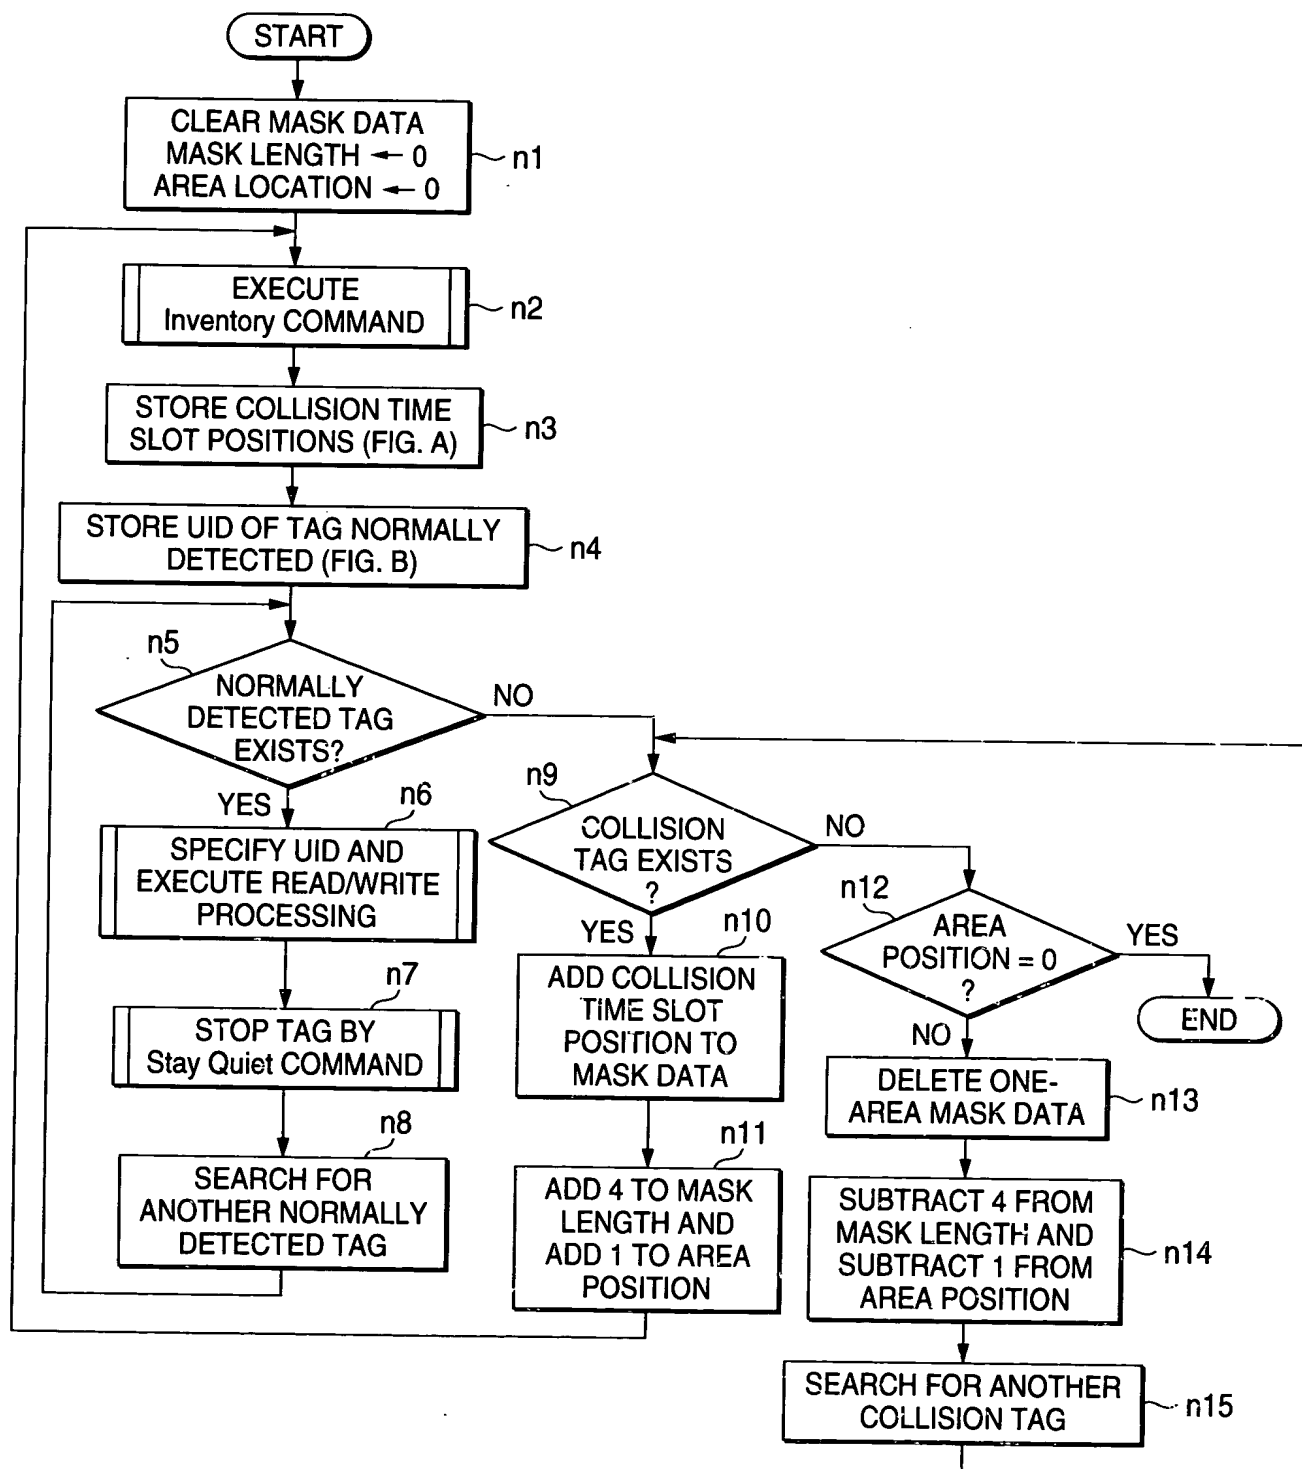 START
CLEAR MASK DATA
MASK LENGTH ← 0
AREA LOCATION ← 0
n1
EXECUTE
Inventory COMMAND
n2
STORE COLLISION TIME
SLOT POSITIONS (FIG. A)
n3
STORE UID OF TAG NORMALLY
DETECTED (FIG. B)
n4
n5
NORMALLY
DETECTED TAG
EXISTS?
NO
YES
n6
SPECIFY UID AND
EXECUTE READ/WRITE
PROCESSING
n7
STOP TAG BY
Stay Quiet COMMAND
n8
SEARCH FOR
ANOTHER NORMALLY
DETECTED TAG
n9
COLLISION
TAG EXISTS
?
NO
YES
n10
ADD COLLISION
TIME SLOT
POSITION TO
MASK DATA
n11
ADD 4 TO MASK
LENGTH AND
ADD 1 TO AREA
POSITION
n12
AREA
POSITION = 0
?
YES
END
NO
DELETE ONE-
AREA MASK DATA
n13
SUBTRACT 4 FROM
MASK LENGTH AND
SUBTRACT 1 FROM
AREA POSITION
n14
SEARCH FOR ANOTHER
COLLISION TAG
n15